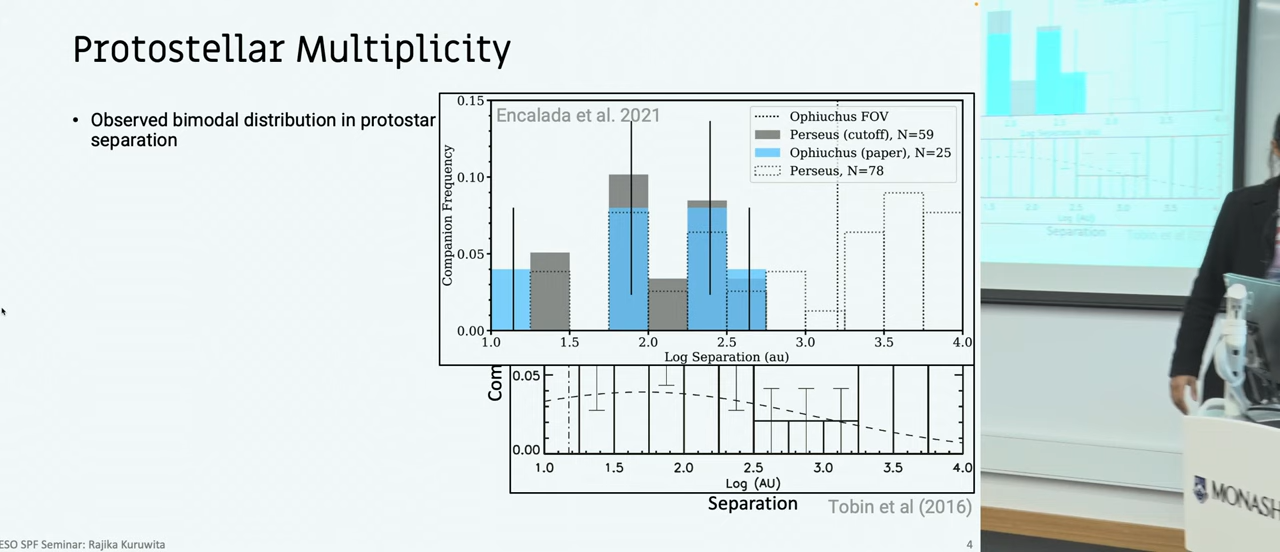 Protostellar Multiplicity
• Observed bimodal distribution in protostar
separation
Encalada et al. 2021
Ophiuchus FOV
Perseus (cutoff), N=59
Ophiuchus (paper), N=25
Perseus, N=78
Companion Frequency
0.15
0.10
0.05
0.00
1.0 1.5 2.0 2.5 3.0 3.5 4.0
Log Separation (au)
Com
0.05
0.00
1.0 1.5 2.0 2.5 3.0 3.5 4.0
Log (AU)
Separation
Tobin et al (2016)
ESO SPF Seminar: Rajika Kuruwita
4
Separation
MONASH